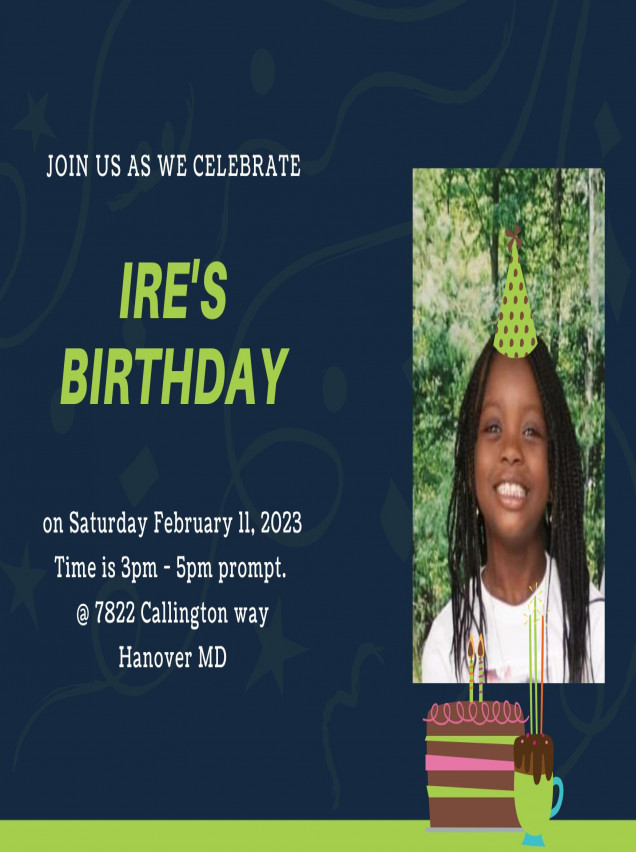 JOIN US AS WE CELEBRATE
IRE'S
BIRTHDAY
on Saturday February 11, 2023
Time is 3pm - 5pm prompt.
@ 7822 Callington way
Hanover MD